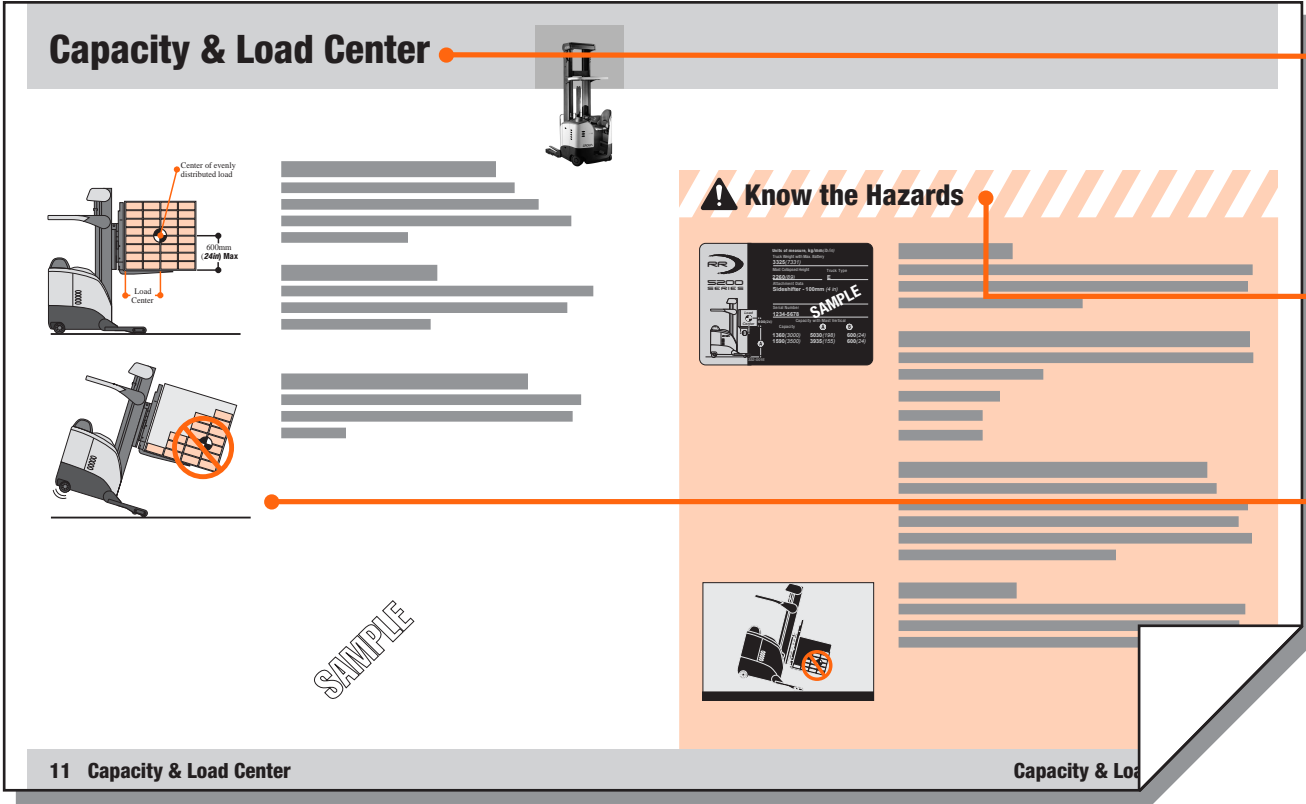 Capacity & Load Center
Center of evenly
distributed load
600mm
(24in) Max
Load
Center
Know the Hazards
RR
5200
SERIES
Units of measure, kg/mm(lb/in)
Truck Weight with Max. Battery
3325(7331)
Mast Collapsed Height Truck Type
2260(89) E
Attachment Data
Sideshifter - 100mm (4 in)
SAMPLE
Serial Number
1234-5678
Capacity with Mast Vertical
Capacity A B
1360(3000) 5030(198) 600(24)
1590(3500) 3935(155) 600(24)
Load
Center
SAMPLE
11 Capacity & Load Center
Capacity & Loa